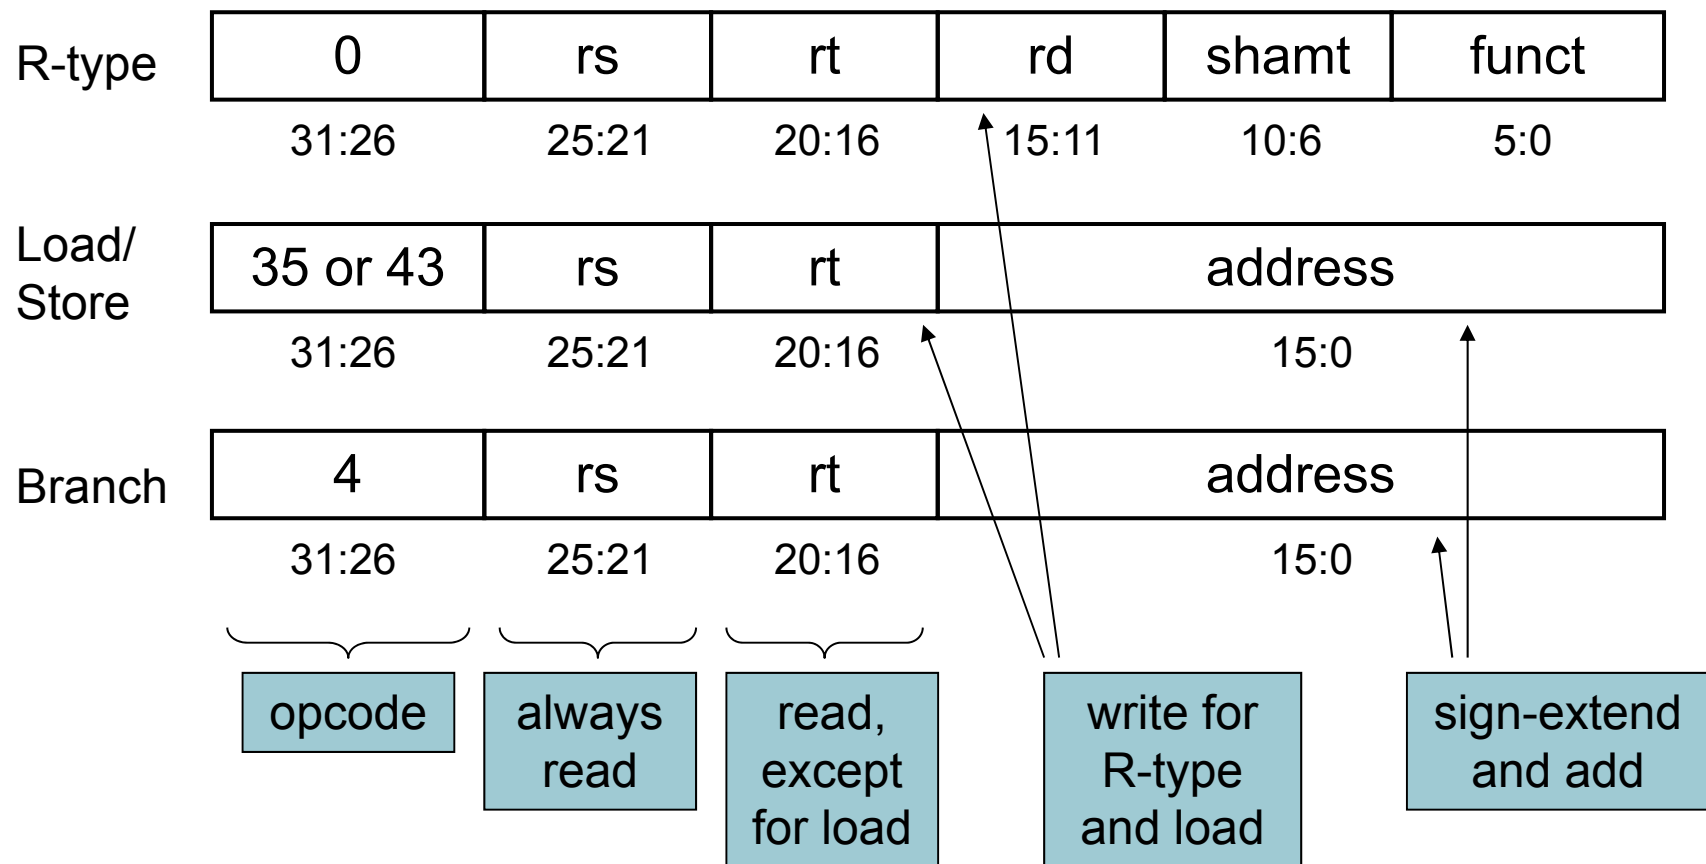 R-type 0 rs rt rd shamt funct
31:26 25:21 20:16 15:11 10:6 5:0
Load/
Store
35 or 43 rs rt address
31:26 25:21 20:16 15:0
Branch 4 rs rt address
31:26 25:21 20:16 15:0
opcode
always
read
read,
except
for load
write for
R-type
and load
sign-extend
and add